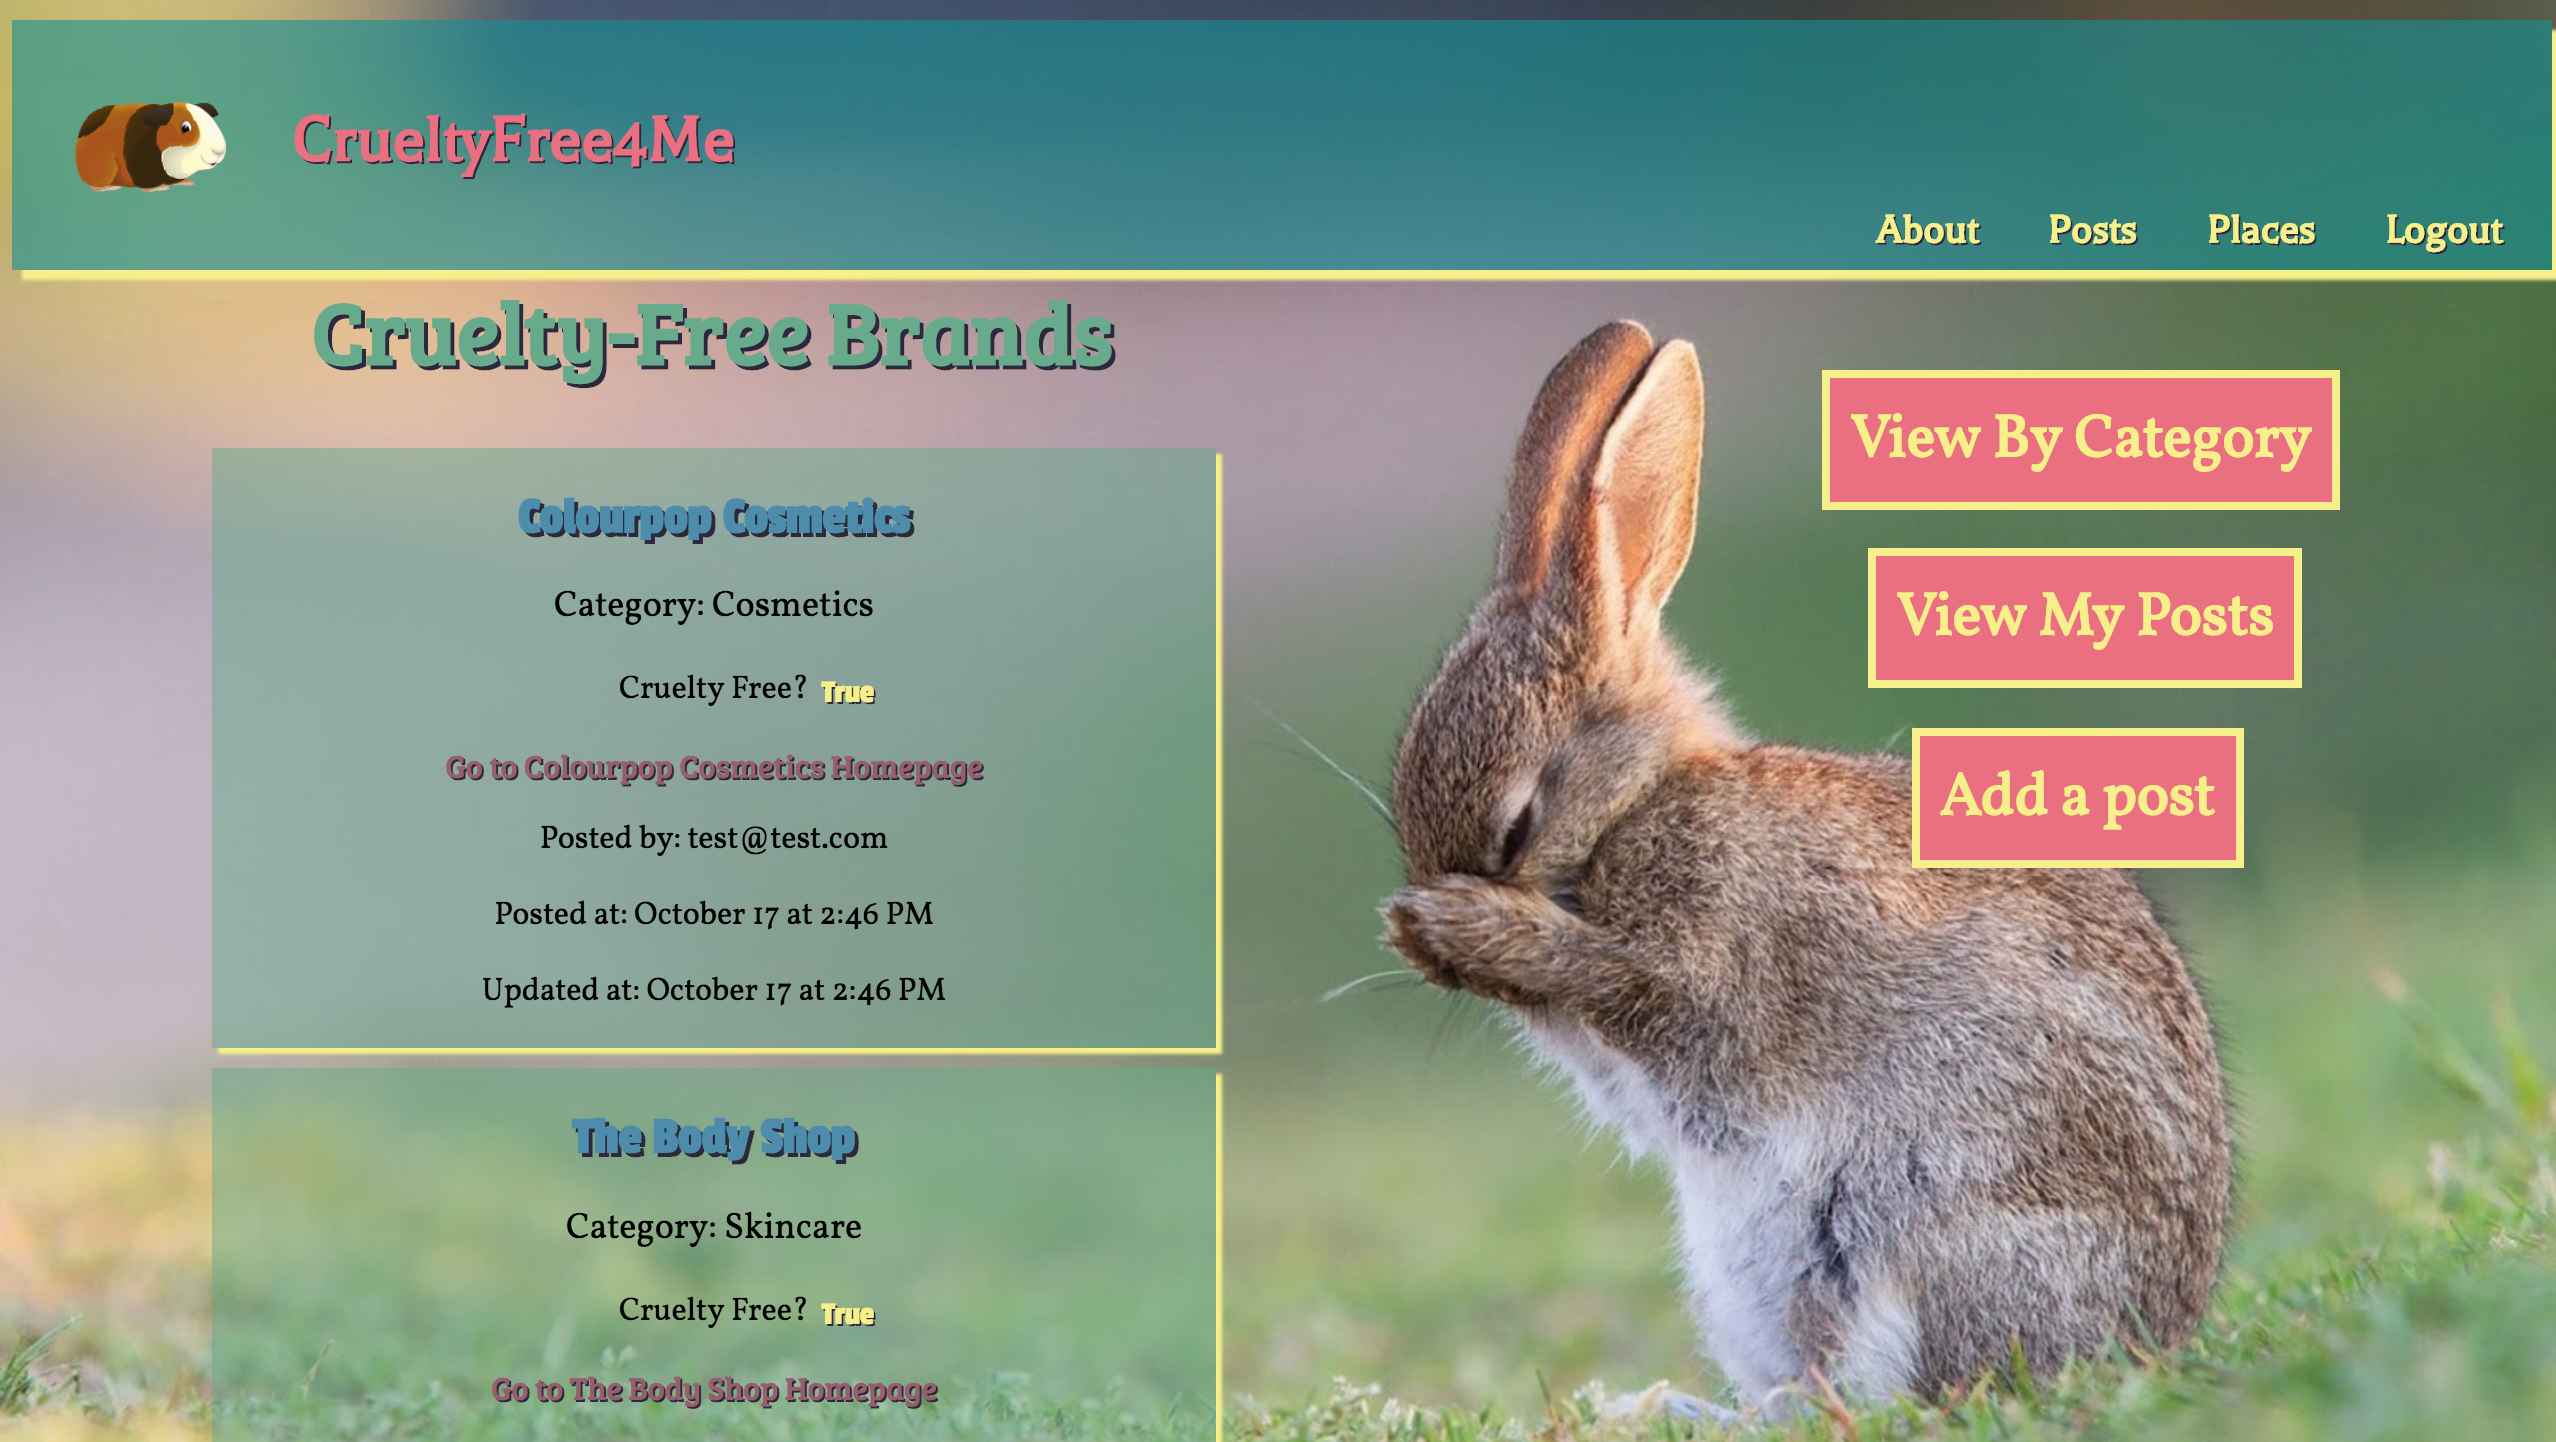 CrueltyFree4Me
About Posts Places Logout
Cruelty-Free Brands
Colourpop Cosmetics
Category: Cosmetics
Cruelty Free? True
Go to Colourpop Cosmetics Homepage
Posted by: test@test.com
Posted at: October 17 at 2:46 PM
Updated at: October 17 at 2:46 PM
The Body Shop
Category: Skincare
Cruelty Free? True
Go to The Body Shop Homepage
View By Category
View My Posts
Add a post